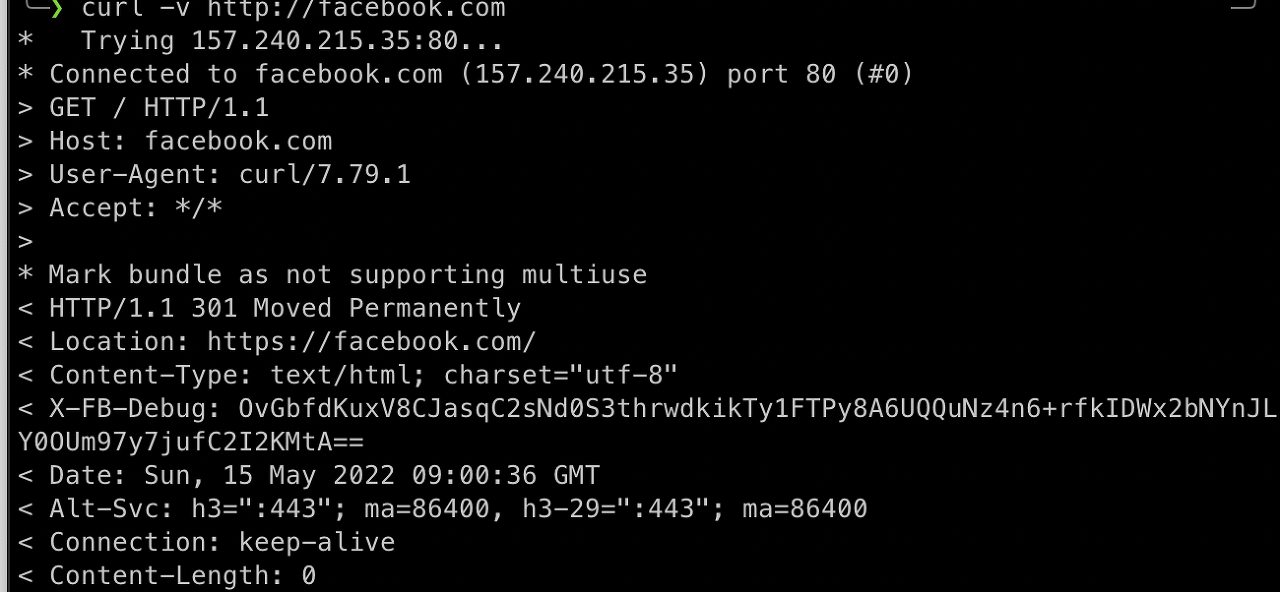 ❯ curl -v http://facebook.com
*   Trying 157.240.215.35:80...
* Connected to facebook.com (157.240.215.35) port 80 (#0)
> GET / HTTP/1.1
> Host: facebook.com
> User-Agent: curl/7.79.1
> Accept: */*
>
* Mark bundle as not supporting multiuse
< HTTP/1.1 301 Moved Permanently
< Location: https://facebook.com/
< Content-Type: text/html; charset="utf-8"
< X-FB-Debug: OvGbfdKuxV8CJasqC2sNd0S3thrwdkikTy1FTPy8A6UQQuNz4n6+rfkIDWx2bNYnJL
Y0OUm97y7jufC2I2KMtA==
< Date: Sun, 15 May 2022 09:00:36 GMT
< Alt-Svc: h3=":443"; ma=86400, h3-29=":443"; ma=86400
< Connection: keep-alive
< Content-Length: 0